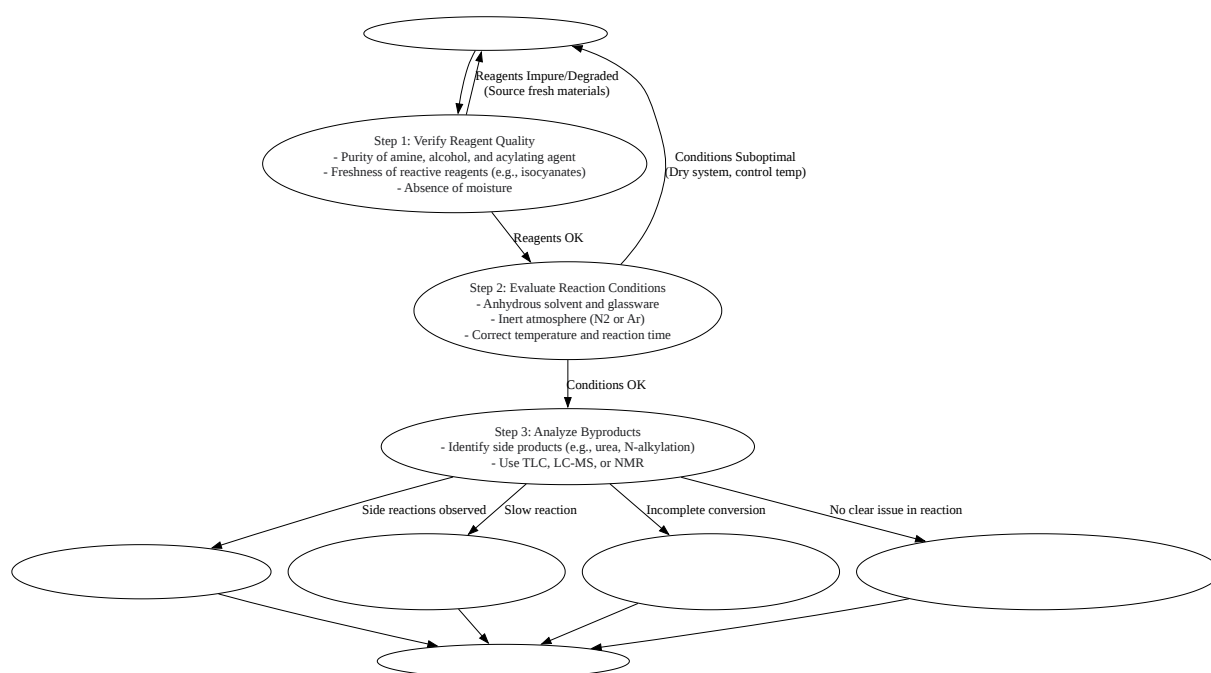 Reagents Impure/Degraded
(Source fresh materials)
Step 1: Verify Reagent Quality
- Purity of amine, alcohol, and acylating agent
- Freshness of reactive reagents (e.g., isocyanates)
- Absence of moisture
Conditions Suboptimal
(Dry system, control temp)
Reagents OK
Step 2: Evaluate Reaction Conditions
- Anhydrous solvent and glassware
- Inert atmosphere (N2 or Ar)
- Correct temperature and reaction time
Conditions OK
Step 3: Analyze Byproducts
- Identify side products (e.g., urea, N-alkylation)
- Use TLC, LC-MS, or NMR
Side reactions observed
Slow reaction
Incomplete conversion
No clear issue in reaction